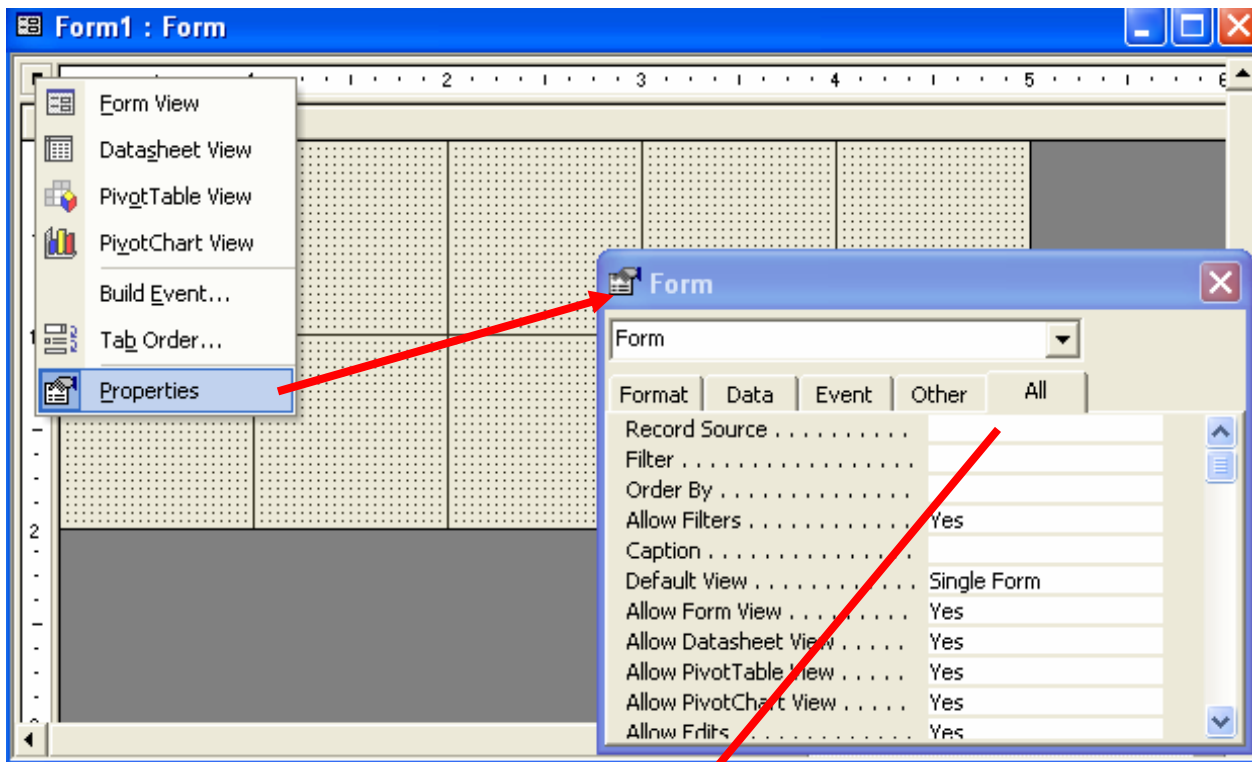 Form1 : Form
1 2 3 4 5 6
Form View
Datasheet View
PivotTable View
PivotChart View
Build Event...
1
Tab Order...
Properties
2
Form
Form
Format Data Event Other All
Record Source . . . . . . . . . .
Filter . . . . . . . . . . . . . . . . .
Order By . . . . . . . . . . . . . .
Allow Filters . . . . . . . . . . . . Yes
Caption . . . . . . . . . . . . . . .
Default View . . . . . . . . . . . . Single Form
Allow Form View . . . . . . . . . Yes
Allow Datasheet View . . . . . Yes
Allow PivotTable View . . . . . Yes
Allow PivotChart View . . . . . Yes
Allow Edits . . . . . . . . . . . . . Yes